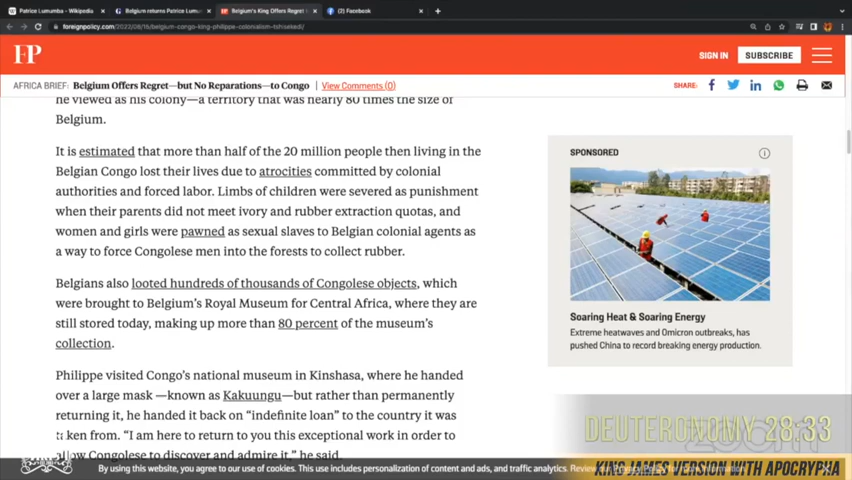 Patrice Lumumba - Wikipedia
Belgium returns Patrice Lumum
Belgium's King Offers Regret
(2) Facebook
foreignpolicy.com/2022/06/15/belgium-congo-king-philippe-colonialism-tshisekedi/
FP
SIGN IN
SUBSCRIBE
AFRICA BRIEF: Belgium Offers Regret—but No Reparations—to Congo
View Comments (0)
SHARE:
he viewed as his colony—a territory that was nearly 80 times the size of
Belgium.
It is estimated that more than half of the 20 million people then living in the
Belgian Congo lost their lives due to atrocities committed by colonial
authorities and forced labor. Limbs of children were severed as punishment
when their parents did not meet ivory and rubber extraction quotas, and
women and girls were pawned as sexual slaves to Belgian colonial agents as
a way to force Congolese men into the forests to collect rubber.
Belgians also looted hundreds of thousands of Congolese objects, which
were brought to Belgium's Royal Museum for Central Africa, where they are
still stored today, making up more than 80 percent of the museum's
collection.
Philippe visited Congo's national museum in Kinshasa, where he handed
over a large mask —known as Kakuungu—but rather than permanently
returning it, he handed it back on “indefinite loan” to the country it was
taken from. “I am here to return to you this exceptional work in order to
allow Congolese to discover and admire it,” he said.
SPONSORED
Soaring Heat & Soaring Energy
Extreme heatwaves and Omicron outbreaks, has
pushed China to record breaking energy production.
DEUTERONOMY 28:33
zoom
KING JAMES VERSION WITH APOCRYPHA
By using this website, you agree to our use of cookies. This use includes personalization of content and ads, and traffic analytics. Review our Privacy Policy